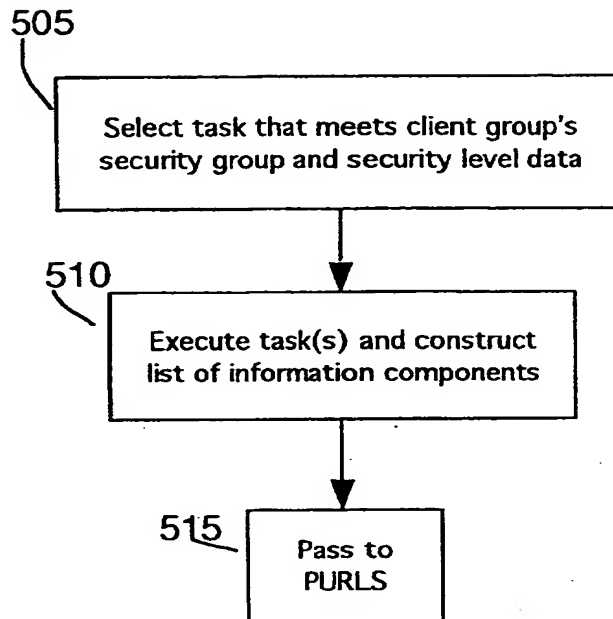 505
Select task that meets client group's
security group and security level data
510
Execute task(s) and construct
list of information components
515
Pass to
PURLS